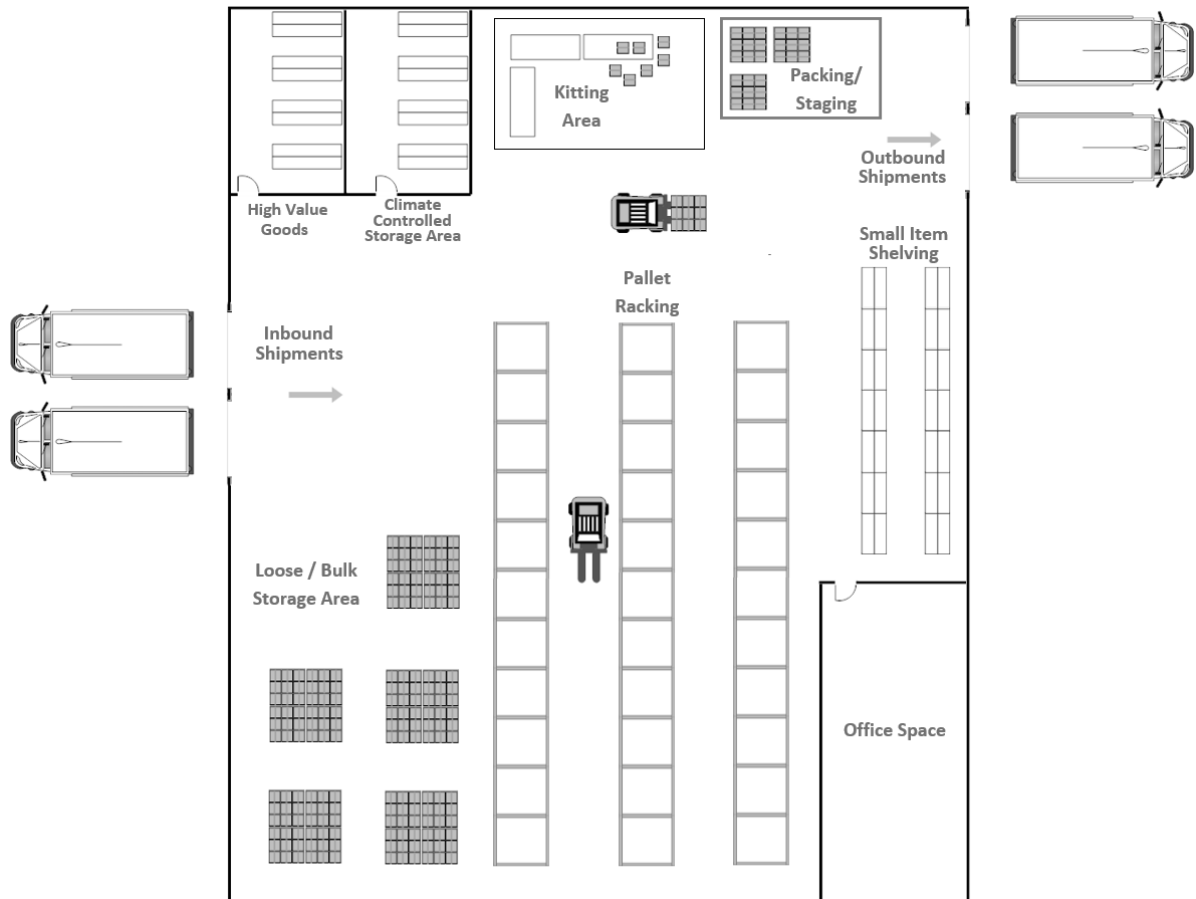 Kitting
Area
Packing/
Staging
Outbound
Shipments
High Value
Goods
Climate
Controlled
Storage Area
Small Item
Shelving
Pallet
Racking
Inbound
Shipments
Loose / Bulk
Storage Area
Office Space